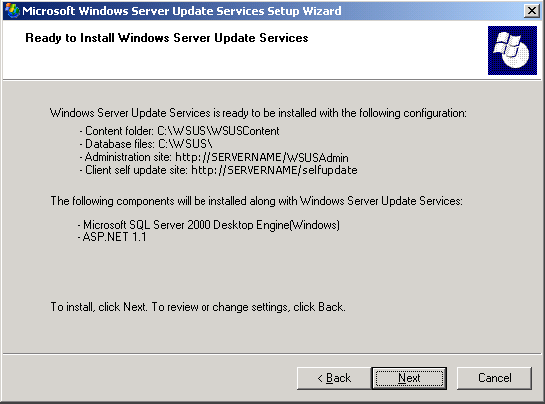 Microsoft Windows Server Update Services Setup Wizard
Ready to Install Windows Server Update Services
Windows Server Update Services is ready to be installed with the following configuration:
- Content folder: C:\WSUS\WSUSContent
- Database files: C:\WSUS\
- Administration site: http://SERVERNAME/WSUSAdmin
- Client self update site: http://SERVERNAME/selfupdate
The following components will be installed along with Windows Server Update Services:
- Microsoft SQL Server 2000 Desktop Engine(Windows)
- ASP.NET 1.1
To install, click Next. To review or change settings, click Back.
< Back Next Cancel